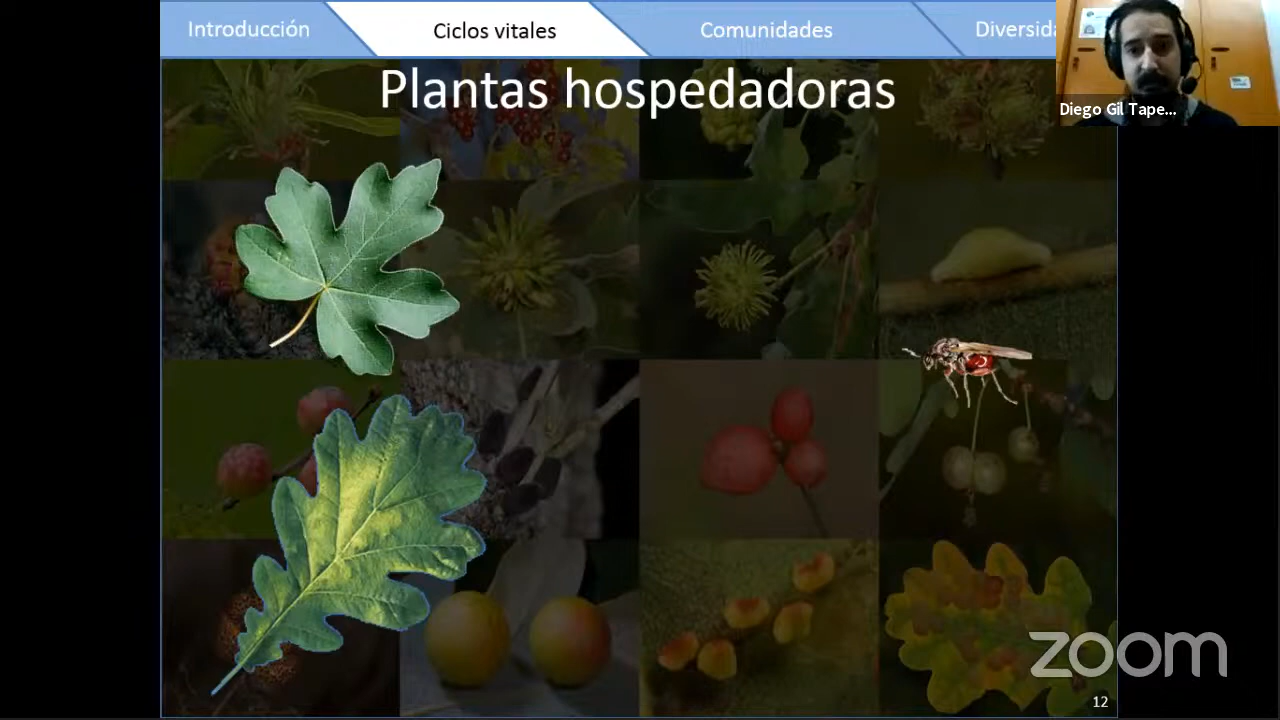 Introducción
Ciclos vitales
Comunidades
Diversida
Plantas hospedadoras
Diego Gil Tape...
zoom
12